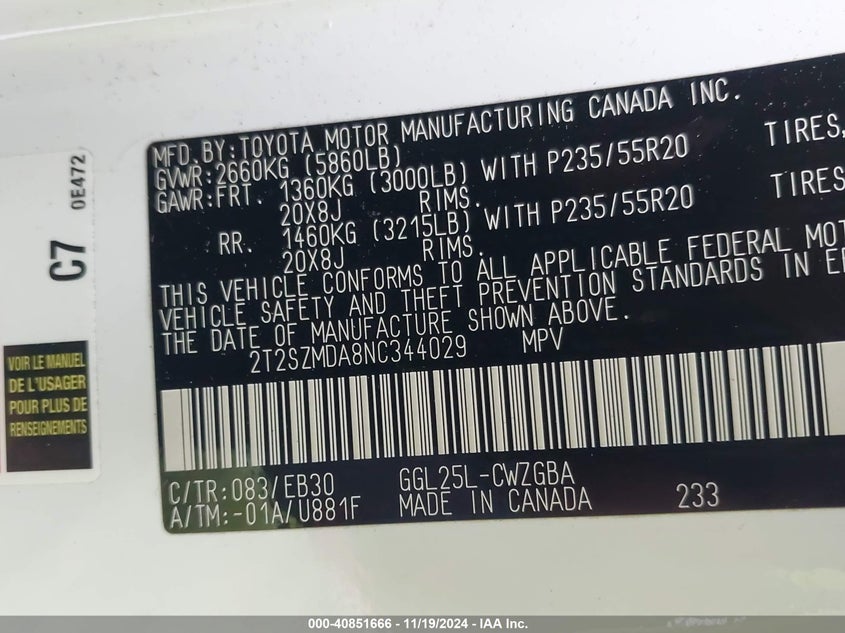 C7 0E472
VOIR LE MANUEL
DE L'USAGER
POUR PLUS DE
RENSEIGNEMENTS
MFD.BY:TOYOTA MOTOR MANUFACTURING CANADA INC.
GVWR:2660KG (5860LB)
GAWR:FRT. 1360KG (3000LB) WITH P235/55R20 TIRES,
20X8J RIMS.
RR. 1460KG (3215LB) WITH P235/55R20 TIRES
20X8J RIMS.
THIS VEHICLE CONFORMS TO ALL APPLICABLE FEDERAL MOT
VEHICLE SAFETY AND THEFT PREVENTION STANDARDS IN EF
THE DATE OF MANUFACTURE SHOWN ABOVE.
2T2SZMDA8NC344029 MPV
C/TR:083/EB30 GGL25L-CWZGBA
A/TM:-01A/U881F MADE IN CANADA 233
000-40851666 - 11/19/2024 - IAA Inc.